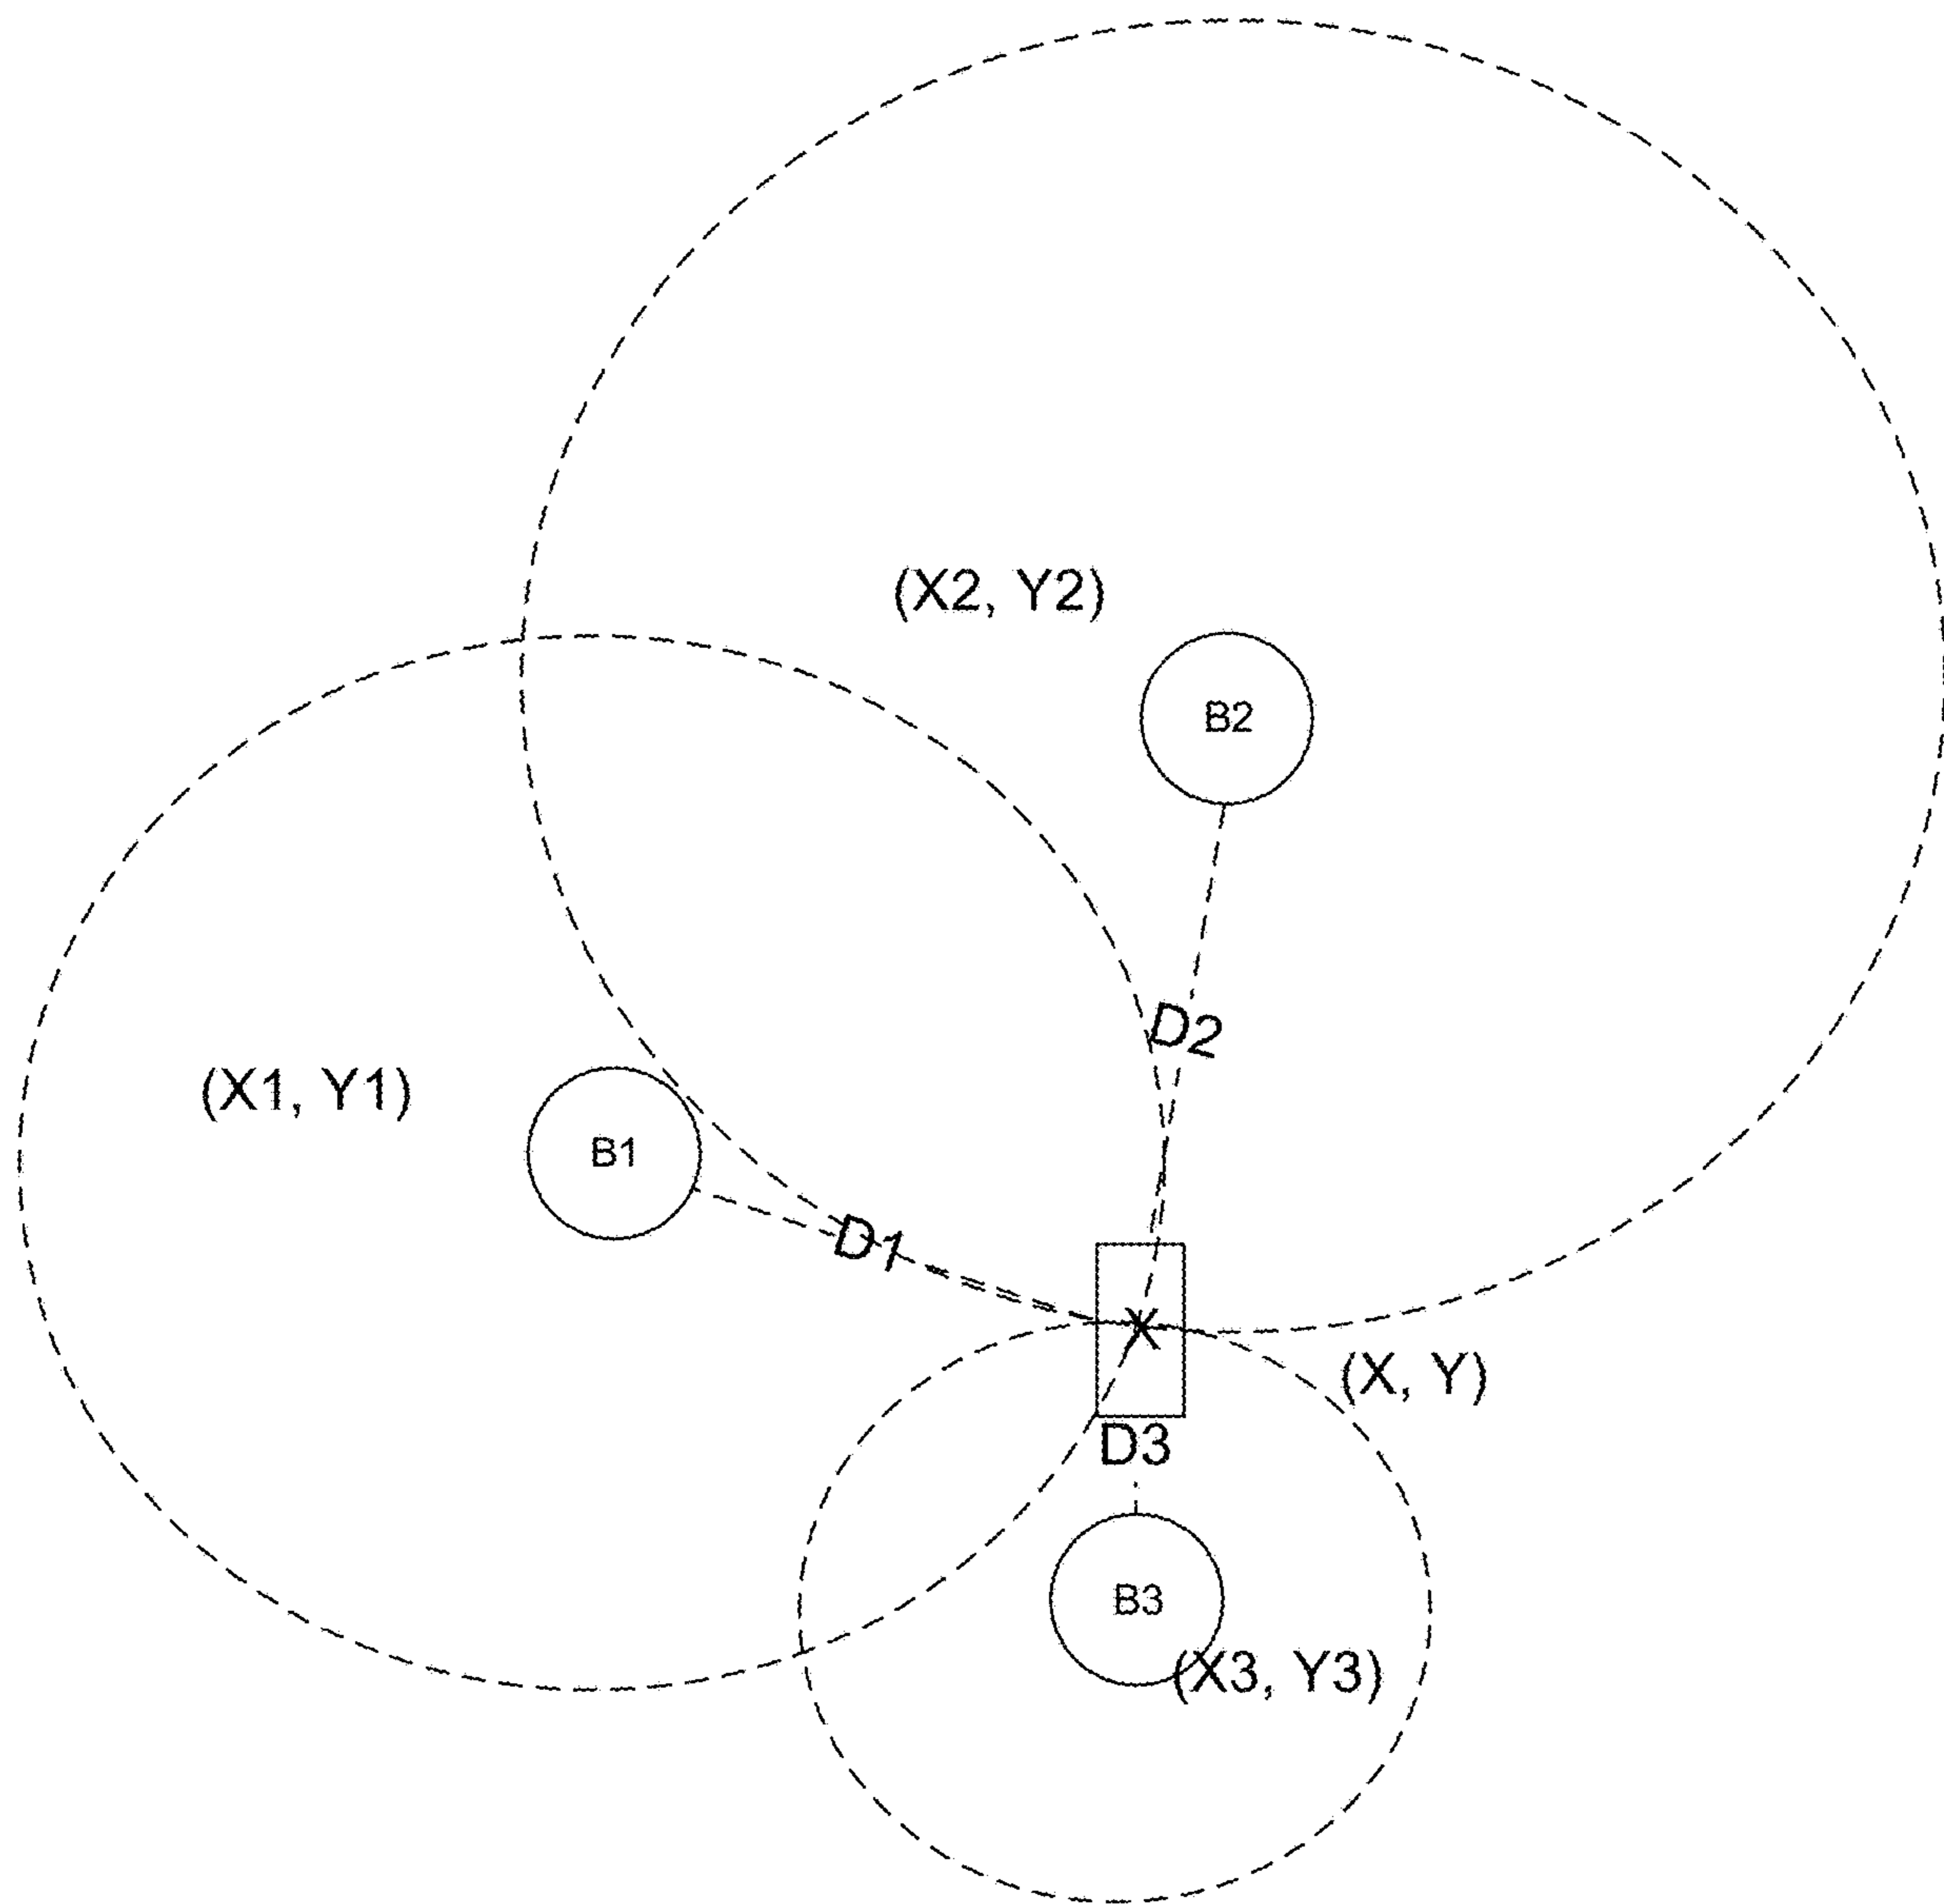 (X2, Y2)
B2
D2
(X1, Y1)
B1
D1
X
(X, Y)
D3
B3
(X3, Y3)